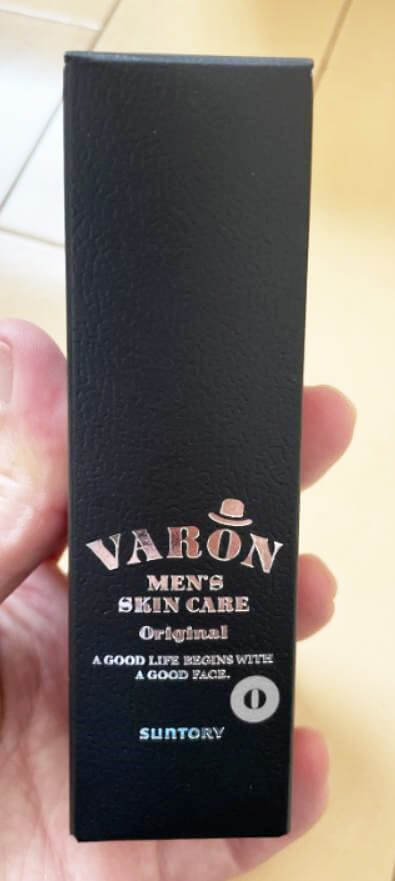 VARON
MEN'S
SKIN CARE
Original
A GOOD LIFE BEGINS WITH
A GOOD FACE.
O
SUNTORY